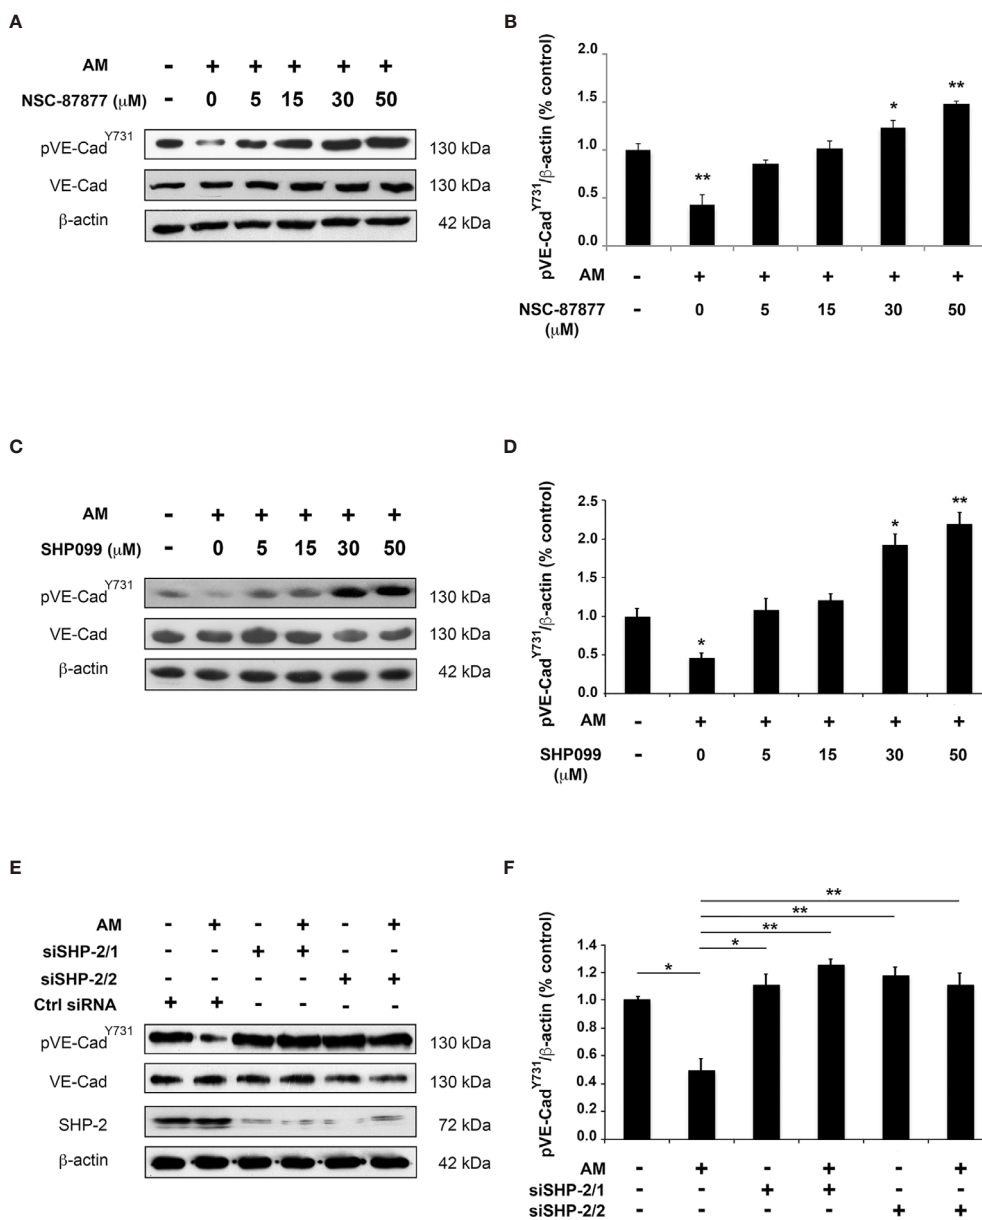 A
AM - + + + + +
NSC-87877 (μM) - 0 5 15 30 50
pVE-Cad^Y731 130 kDa
VE-Cad 130 kDa
β-actin 42 kDa
B
pVE-Cad^Y731/β-actin (% control)
2.0
1.5
1.0
0.5
0.0
** * **
AM - + + + + +
NSC-87877 (μM) - 0 5 15 30 50
C
AM - + + + + +
SHP099 (μM) - 0 5 15 30 50
pVE-Cad^Y731 130 kDa
VE-Cad 130 kDa
β-actin 42 kDa
D
pVE-Cad^Y731/β-actin (% control)
2.5
2.0
1.5
1.0
0.5
0.0
* * **
AM - + + + + +
SHP099 (μM) - 0 5 15 30 50
E
AM - + - + - +
siSHP-2/1 - - + + - -
siSHP-2/2 - - - - + +
Ctrl siRNA + + - - - -
pVE-Cad^Y731 130 kDa
VE-Cad 130 kDa
SHP-2 72 kDa
β-actin 42 kDa
F
pVE-Cad^Y731/β-actin (% control)
**
**
**
*
*
1.4
1.2
1.0
0.8
0.6
0.4
0.2
0.0
AM - + - + - +
siSHP-2/1 - - + + - -
siSHP-2/2 - - - - + +